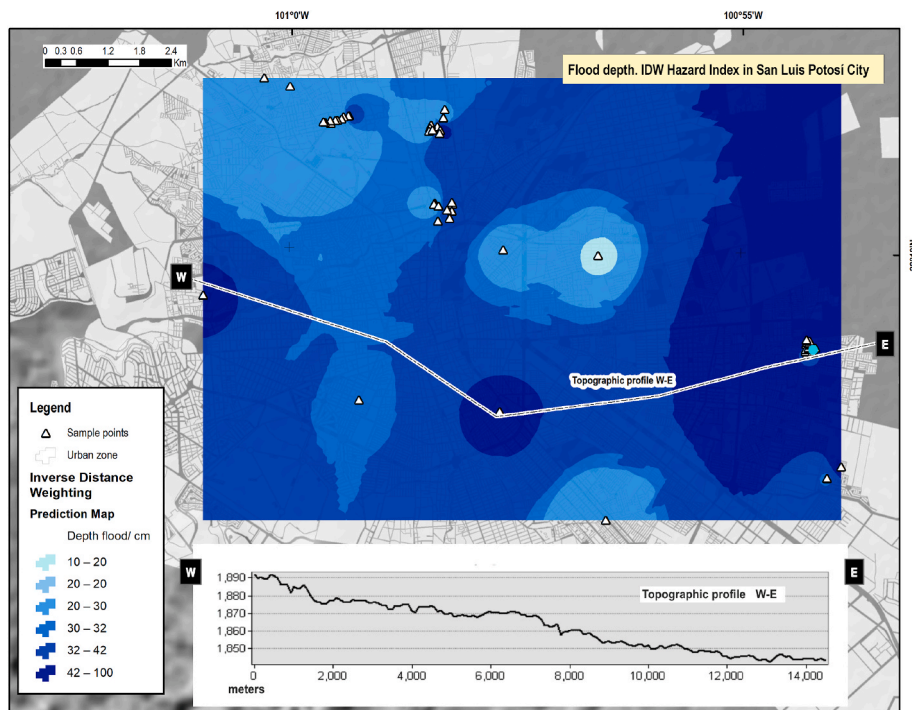 101°0'W
100°55'W
0 0.3 0.6 1.2 1.8 2.4
Km
Flood depth. IDW Hazard Index in San Luis Potosí City
W
E
Topographic profile W-E
Legend
Sample points
Urban zone
Inverse Distance
Weighting
Prediction Map
Depth flood/ cm
10 – 20
20 – 20
20 – 30
30 – 32
32 – 42
42 – 100
W
E
Topographic profile W-E
1,890
1,880
1,870
1,860
1,850
0 2,000 4,000 6,000 8,000 10,000 12,000 14,000
meters